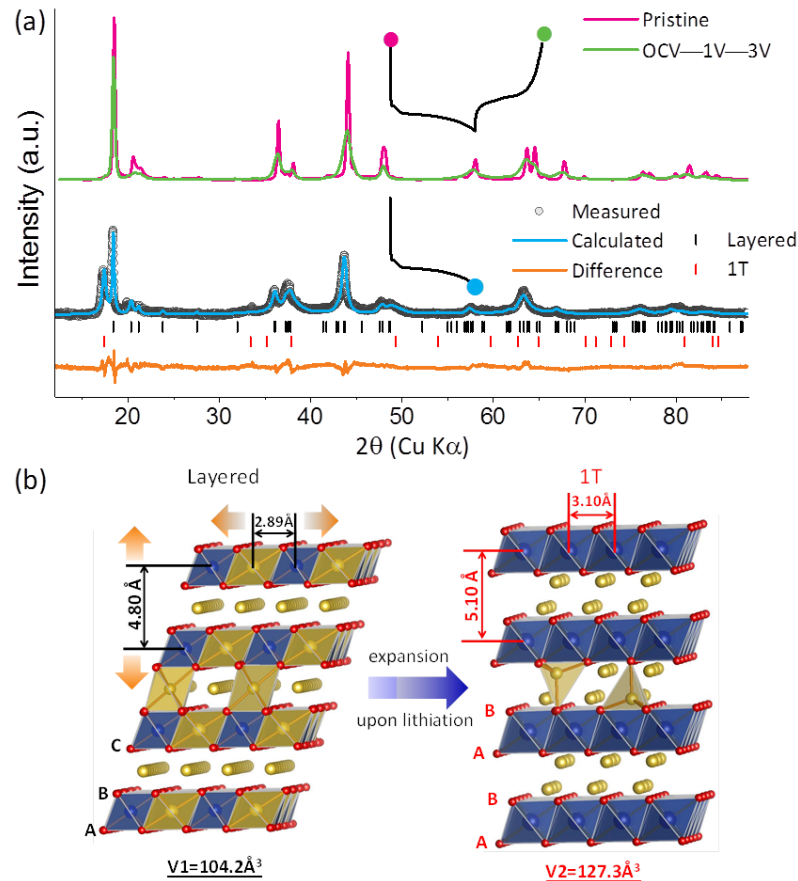 (a)
Pristine
OCV—1V—3V
Intensity (a.u.)
Measured
Calculated
Layered
Difference
1T
20 30 40 50 60 70 80
2θ (Cu Kα)
(b)
Layered
1T
2.89Å
3.10Å
4.80 Å
5.10 Å
expansion
upon lithiation
C
B
A
B
A
B
A
V1=104.2Å³
V2=127.3Å³